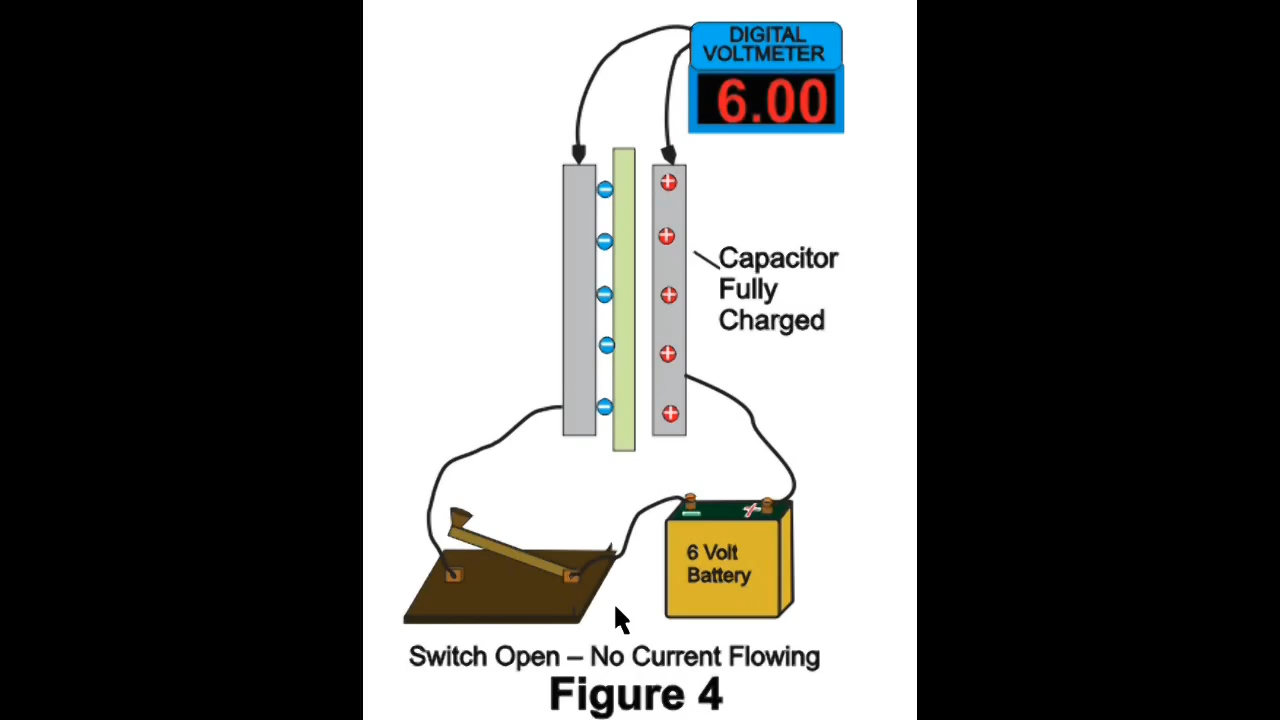 DIGITAL
VOLTMETER
6.00
Capacitor
Fully
Charged
6 Volt
Battery
Switch Open – No Current Flowing
Figure 4